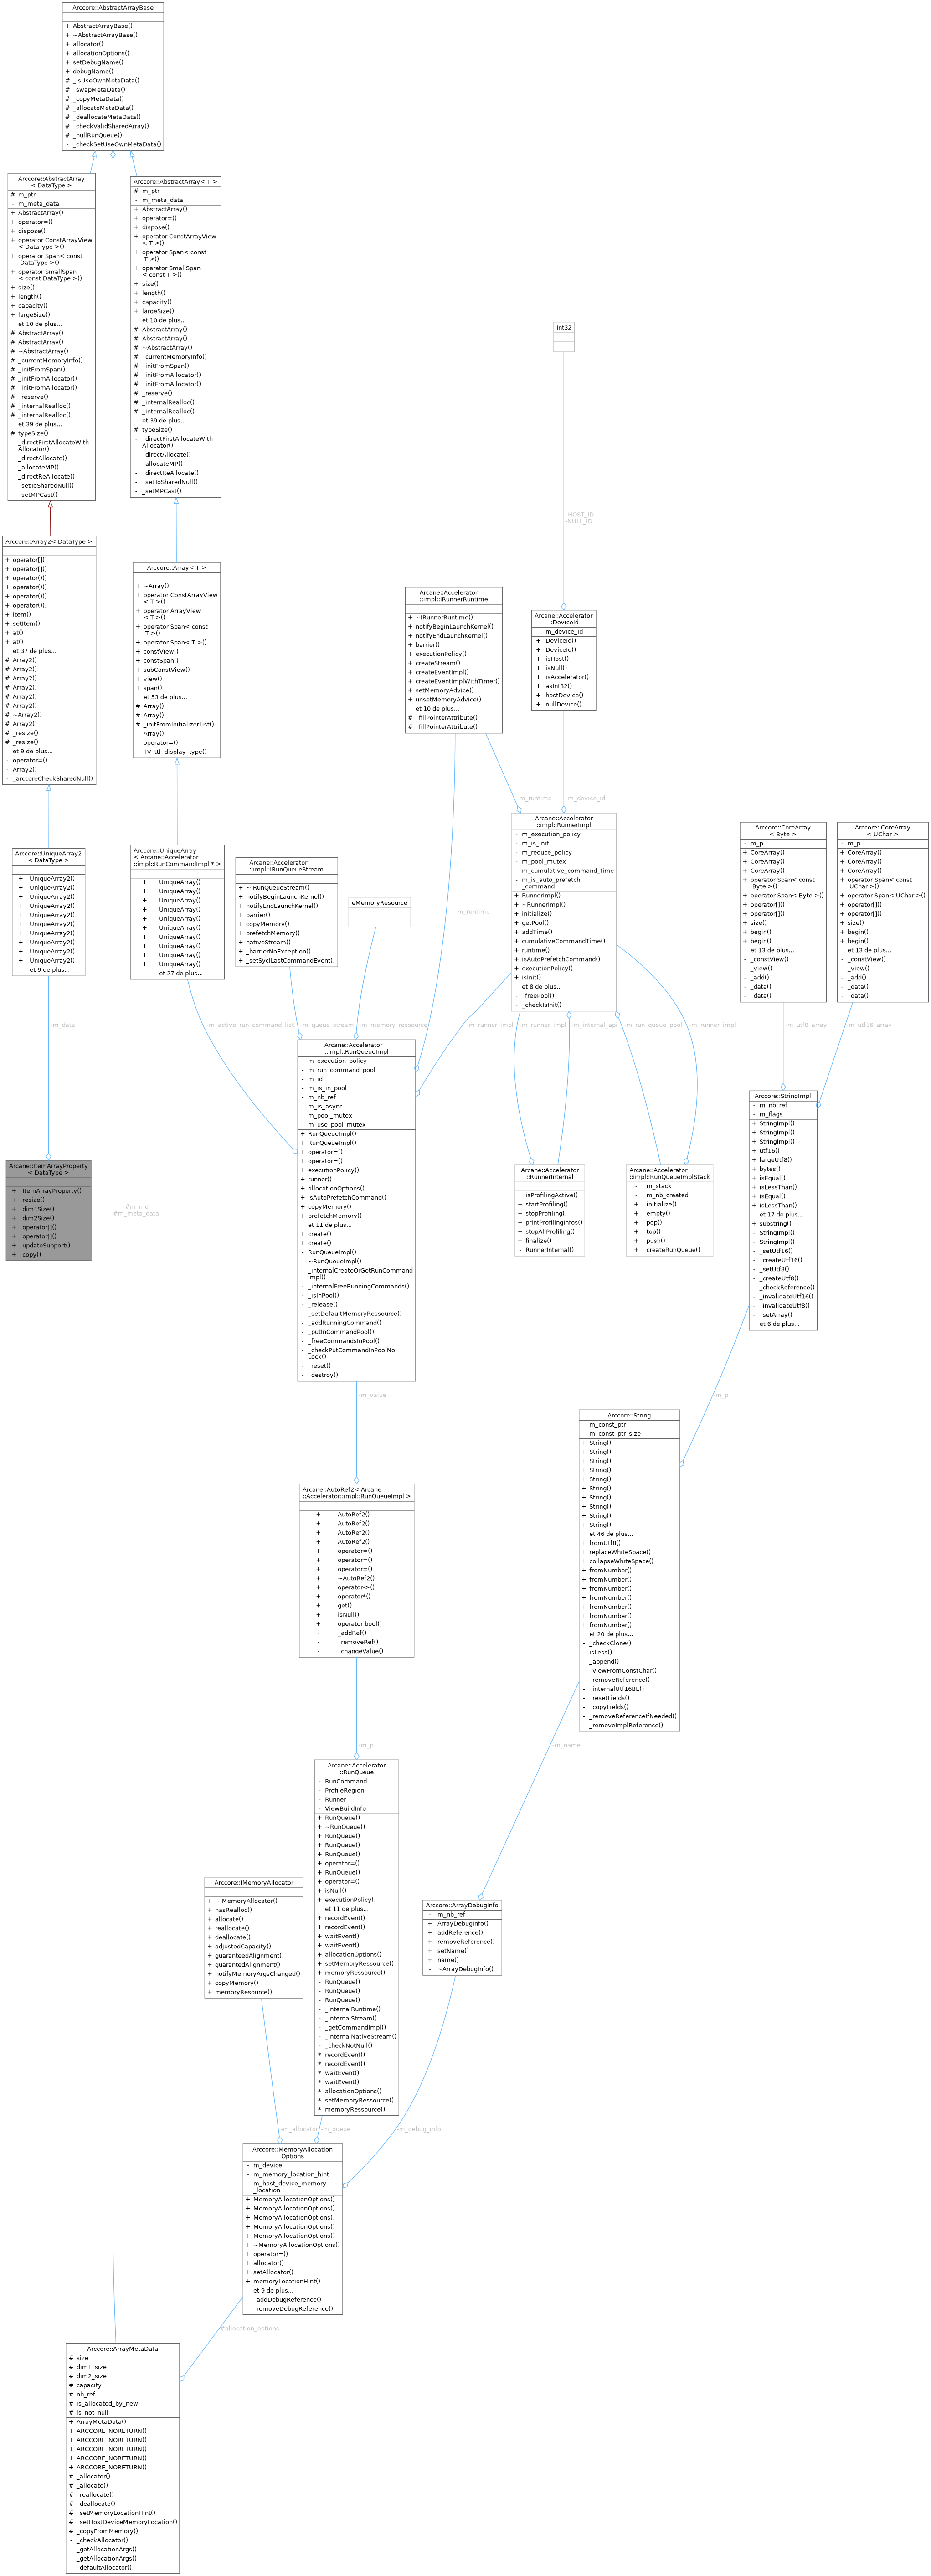 Arccore::AbstractArrayBase
+ AbstractArrayBase()
+ ~AbstractArrayBase()
+ allocator()
+ allocationOptions()
+ setDebugName()
+ debugName()
# _isUseOwnMetaData()
# _swapMetaData()
# _copyMetaData()
# _allocateMetaData()
# _deallocateMetaData()
# _checkValidSharedArray()
# _nullRunQueue()
- _checkSetUseOwnMetaData()
Arccore::AbstractArray
< DataType >
# m_ptr
- m_meta_data
+ AbstractArray()
+ operator=()
+ dispose()
+ operator ConstArrayView
< DataType >()
+ operator Span< const
DataType >()
+ operator SmallSpan
< const DataType >()
+ size()
+ length()
+ capacity()
+ largeSize()
et 10 de plus...
# AbstractArray()
# AbstractArray()
# ~AbstractArray()
# _currentMemoryInfo()
# _initFromSpan()
# _initFromAllocator()
# _initFromAllocator()
# _reserve()
# _internalRealloc()
# _internalRealloc()
et 39 de plus...
# typeSize()
- _directFirstAllocateWith
Allocator()
- _directAllocate()
- _allocateMP()
- _directReAllocate()
- _setToSharedNull()
- _setMPCast()
Arccore::AbstractArray< T >
# m_ptr
- m_meta_data
+ AbstractArray()
+ operator=()
+ dispose()
+ operator ConstArrayView
< T >()
+ operator Span< const
T >()
+ operator SmallSpan
< const T >()
+ size()
+ length()
+ capacity()
+ largeSize()
et 10 de plus...
# AbstractArray()
# AbstractArray()
# ~AbstractArray()
# _currentMemoryInfo()
# _initFromSpan()
# _initFromAllocator()
# _initFromAllocator()
# _reserve()
# _internalRealloc()
# _internalRealloc()
et 39 de plus...
# typeSize()
- _directFirstAllocateWith
Allocator()
- _directAllocate()
- _allocateMP()
- _directReAllocate()
- _setToSharedNull()
- _setMPCast()
Int32
-HOST_ID
-NULL_ID
Arccore::Array2< DataType >
+ operator[]()
+ operator[]()
+ operator()()
+ operator()()
+ operator()()
+ operator()()
+ item()
+ setItem()
+ at()
+ at()
et 37 de plus...
# Array2()
# Array2()
# Array2()
# Array2()
# Array2()
# Array2()
# ~Array2()
# Array2()
# _resize()
# _resize()
et 9 de plus...
- operator=()
- Array2()
- _arccoreCheckSharedNull()
Arccore::Array< T >
+ ~Array()
+ operator ConstArrayView
< T >()
+ operator ArrayView
< T >()
+ operator Span< const
T >()
+ operator Span< T >()
+ constView()
+ constSpan()
+ subConstView()
+ view()
+ span()
et 53 de plus...
# Array()
# Array()
# _initFromInitializerList()
- Array()
- operator=()
- TV_ttf_display_type()
Arcane::Accelerator
::impl::IRunnerRuntime
+ ~IRunnerRuntime()
+ notifyBeginLaunchKernel()
+ notifyEndLaunchKernel()
+ barrier()
+ executionPolicy()
+ createStream()
+ createEventImpl()
+ createEventImplWithTimer()
+ setMemoryAdvice()
+ unsetMemoryAdvice()
et 10 de plus...
# _fillPointerAttribute()
# _fillPointerAttribute()
Arcane::Accelerator
::DeviceId
- m_device_id
+ DeviceId()
+ DeviceId()
+ isHost()
+ isNull()
+ isAccelerator()
+ asInt32()
+ hostDevice()
+ nullDevice()
-m_runtime
-m_device_id
Arcane::Accelerator
::impl::RunnerImpl
- m_execution_policy
- m_is_init
- m_reduce_policy
- m_pool_mutex
- m_cumulative_command_time
- m_is_auto_prefetch
_command
+ RunnerImpl()
+ ~RunnerImpl()
+ initialize()
+ getPool()
+ addTime()
+ cumulativeCommandTime()
+ runtime()
+ isAutoPrefetchCommand()
+ executionPolicy()
+ isInit()
et 8 de plus...
- _freePool()
- _checkIsInit()
Arccore::CoreArray
< Byte >
- m_p
+ CoreArray()
+ CoreArray()
+ CoreArray()
+ operator Span< const
Byte >()
+ operator Span< Byte >()
+ operator[]()
+ operator[]()
+ size()
+ begin()
+ begin()
et 13 de plus...
- _constView()
- _view()
- _add()
- _data()
- _data()
Arccore::CoreArray
< UChar >
- m_p
+ CoreArray()
+ CoreArray()
+ CoreArray()
+ operator Span< const
UChar >()
+ operator Span< UChar >()
+ operator[]()
+ operator[]()
+ size()
+ begin()
+ begin()
et 13 de plus...
- _constView()
- _view()
- _add()
- _data()
- _data()
Arccore::UniqueArray2
< DataType >
+ UniqueArray2()
+ UniqueArray2()
+ UniqueArray2()
+ UniqueArray2()
+ UniqueArray2()
+ UniqueArray2()
+ UniqueArray2()
+ UniqueArray2()
+ UniqueArray2()
+ UniqueArray2()
et 9 de plus...
Arccore::UniqueArray
< Arcane::Accelerator
::impl::RunCommandImpl * >
+ UniqueArray()
+ UniqueArray()
+ UniqueArray()
+ UniqueArray()
+ UniqueArray()
+ UniqueArray()
+ UniqueArray()
+ UniqueArray()
+ UniqueArray()
+ UniqueArray()
et 27 de plus...
Arcane::Accelerator
::impl::IRunQueueStream
+ ~IRunQueueStream()
+ notifyBeginLaunchKernel()
+ notifyEndLaunchKernel()
+ barrier()
+ copyMemory()
+ prefetchMemory()
+ nativeStream()
+ _barrierNoException()
+ _setSyclLastCommandEvent()
eMemoryResource
-m_runtime
-m_data
-m_active_run_command_list
-m_queue_stream
-m_memory_ressource
-m_runner_impl
-m_runner_impl
-m_internal_api
-m_run_queue_pool
-m_runner_impl
-m_utf8_array
-m_utf16_array
Arcane::Accelerator
::impl::RunQueueImpl
- m_execution_policy
- m_run_command_pool
- m_id
- m_is_in_pool
- m_nb_ref
- m_is_async
- m_pool_mutex
- m_use_pool_mutex
+ RunQueueImpl()
+ RunQueueImpl()
+ operator=()
+ operator=()
+ executionPolicy()
+ runner()
+ allocationOptions()
+ isAutoPrefetchCommand()
+ copyMemory()
+ prefetchMemory()
et 11 de plus...
+ create()
+ create()
- RunQueueImpl()
- ~RunQueueImpl()
- _internalCreateOrGetRunCommand
Impl()
- _internalFreeRunningCommands()
- _isInPool()
- _release()
- _setDefaultMemoryRessource()
- _addRunningCommand()
- _putInCommandPool()
- _freeCommandsInPool()
- _checkPutCommandInPoolNo
Lock()
- _reset()
- _destroy()
Arcane::ItemArrayProperty
< DataType >
+ ItemArrayProperty()
+ resize()
+ dim1Size()
+ dim2Size()
+ operator[]()
+ operator[]()
+ updateSupport()
+ copy()
#m_md
#m_meta_data
Arcane::Accelerator
::RunnerInternal
+ isProfilingActive()
+ startProfiling()
+ stopProfiling()
+ printProfilingInfos()
+ stopAllProfiling()
+ finalize()
- RunnerInternal()
Arcane::Accelerator
::impl::RunQueueImplStack
- m_stack
- m_nb_created
+ initialize()
+ empty()
+ pop()
+ top()
+ push()
+ createRunQueue()
Arccore::StringImpl
- m_nb_ref
- m_flags
+ StringImpl()
+ StringImpl()
+ StringImpl()
+ utf16()
+ largeUtf8()
+ bytes()
+ isEqual()
+ isLessThan()
+ isEqual()
+ isLessThan()
et 17 de plus...
+ substring()
- StringImpl()
- StringImpl()
- _setUtf16()
- _createUtf16()
- _setUtf8()
- _createUtf8()
- _checkReference()
- _invalidateUtf16()
- _invalidateUtf8()
- _setArray()
et 6 de plus...
-m_value
-m_p
Arccore::String
- m_const_ptr
- m_const_ptr_size
+ String()
+ String()
+ String()
+ String()
+ String()
+ String()
+ String()
+ String()
+ String()
+ String()
et 46 de plus...
+ fromUtf8()
+ replaceWhiteSpace()
+ collapseWhiteSpace()
+ fromNumber()
+ fromNumber()
+ fromNumber()
+ fromNumber()
+ fromNumber()
+ fromNumber()
+ fromNumber()
et 20 de plus...
- _checkClone()
- isLess()
- _append()
- _viewFromConstChar()
- _removeReference()
- _internalUtf16BE()
- _resetFields()
- _copyFields()
- _removeReferenceIfNeeded()
- _removeImplReference()
Arcane::AutoRef2< Arcane
::Accelerator::impl::RunQueueImpl >
+ AutoRef2()
+ AutoRef2()
+ AutoRef2()
+ AutoRef2()
+ operator=()
+ operator=()
+ operator=()
+ ~AutoRef2()
+ operator->()
+ operator*()
+ get()
+ isNull()
+ operator bool()
- _addRef()
- _removeRef()
- _changeValue()
-m_p
-m_name
Arcane::Accelerator
::RunQueue
- RunCommand
- ProfileRegion
- Runner
- ViewBuildInfo
+ RunQueue()
+ ~RunQueue()
+ RunQueue()
+ RunQueue()
+ RunQueue()
+ operator=()
+ RunQueue()
+ operator=()
+ isNull()
+ executionPolicy()
et 11 de plus...
+ recordEvent()
+ recordEvent()
+ waitEvent()
+ waitEvent()
+ allocationOptions()
+ setMemoryRessource()
+ memoryRessource()
- RunQueue()
- RunQueue()
- RunQueue()
- _internalRuntime()
- _internalStream()
- _getCommandImpl()
- _internalNativeStream()
- _checkNotNull()
* recordEvent()
* recordEvent()
* waitEvent()
* waitEvent()
* allocationOptions()
* setMemoryRessource()
* memoryRessource()
Arccore::IMemoryAllocator
+ ~IMemoryAllocator()
+ hasRealloc()
+ allocate()
+ reallocate()
+ deallocate()
+ adjustedCapacity()
+ guaranteedAlignment()
+ guarantedAlignment()
+ notifyMemoryArgsChanged()
+ copyMemory()
+ memoryResource()
Arccore::ArrayDebugInfo
- m_nb_ref
+ ArrayDebugInfo()
+ addReference()
+ removeReference()
+ setName()
+ name()
- ~ArrayDebugInfo()
-m_allocator
-m_queue
-m_debug_info
Arccore::MemoryAllocation
Options
- m_device
- m_memory_location_hint
- m_host_device_memory
_location
+ MemoryAllocationOptions()
+ MemoryAllocationOptions()
+ MemoryAllocationOptions()
+ MemoryAllocationOptions()
+ MemoryAllocationOptions()
+ ~MemoryAllocationOptions()
+ operator=()
+ allocator()
+ setAllocator()
+ memoryLocationHint()
et 9 de plus...
- _addDebugReference()
- _removeDebugReference()
#allocation_options
Arccore::ArrayMetaData
# size
# dim1_size
# dim2_size
# capacity
# nb_ref
# is_allocated_by_new
# is_not_null
+ ArrayMetaData()
+ ARCCORE_NORETURN()
+ ARCCORE_NORETURN()
+ ARCCORE_NORETURN()
+ ARCCORE_NORETURN()
+ ARCCORE_NORETURN()
# _allocator()
# _allocate()
# _reallocate()
# _deallocate()
# _setMemoryLocationHint()
# _setHostDeviceMemoryLocation()
# _copyFromMemory()
- _checkAllocator()
- _getAllocationArgs()
- _getAllocationArgs()
- _defaultAllocator()